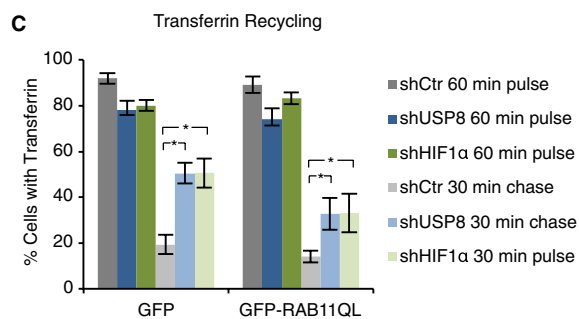 C
Transferrin Recycling
% Cells with Transferrin
100
80
60
40
20
0
*
*
*
*
GFP
GFP-RAB11QL
shCtr 60 min pulse
shUSP8 60 min pulse
shHIF1α 60 min pulse
shCtr 30 min chase
shUSP8 30 min chase
shHIF1α 30 min pulse